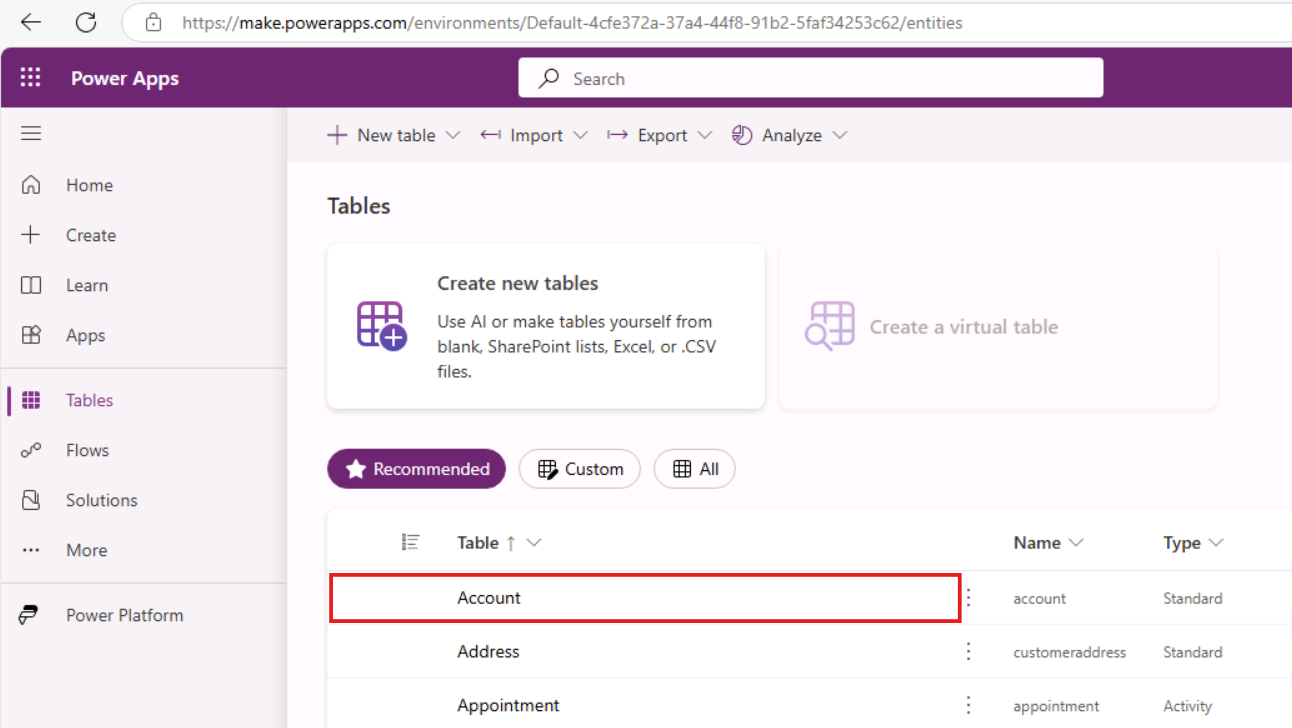 https://make.powerapps.com/environments/Default-4cfe372a-37a4-44f8-91b2-5faf34253c62/entities
Power Apps
Search
New table
Import
Export
Analyze
Home
Create
Learn
Apps
Tables
Flows
Solutions
More
Power Platform
Tables
Create new tables
Use AI or make tables yourself from
blank, SharePoint lists, Excel, or .CSV
files.
Create a virtual table
Recommended
Custom
All
Table ↑ Name Type
Account account Standard
Address customeraddress Standard
Appointment appointment Activity